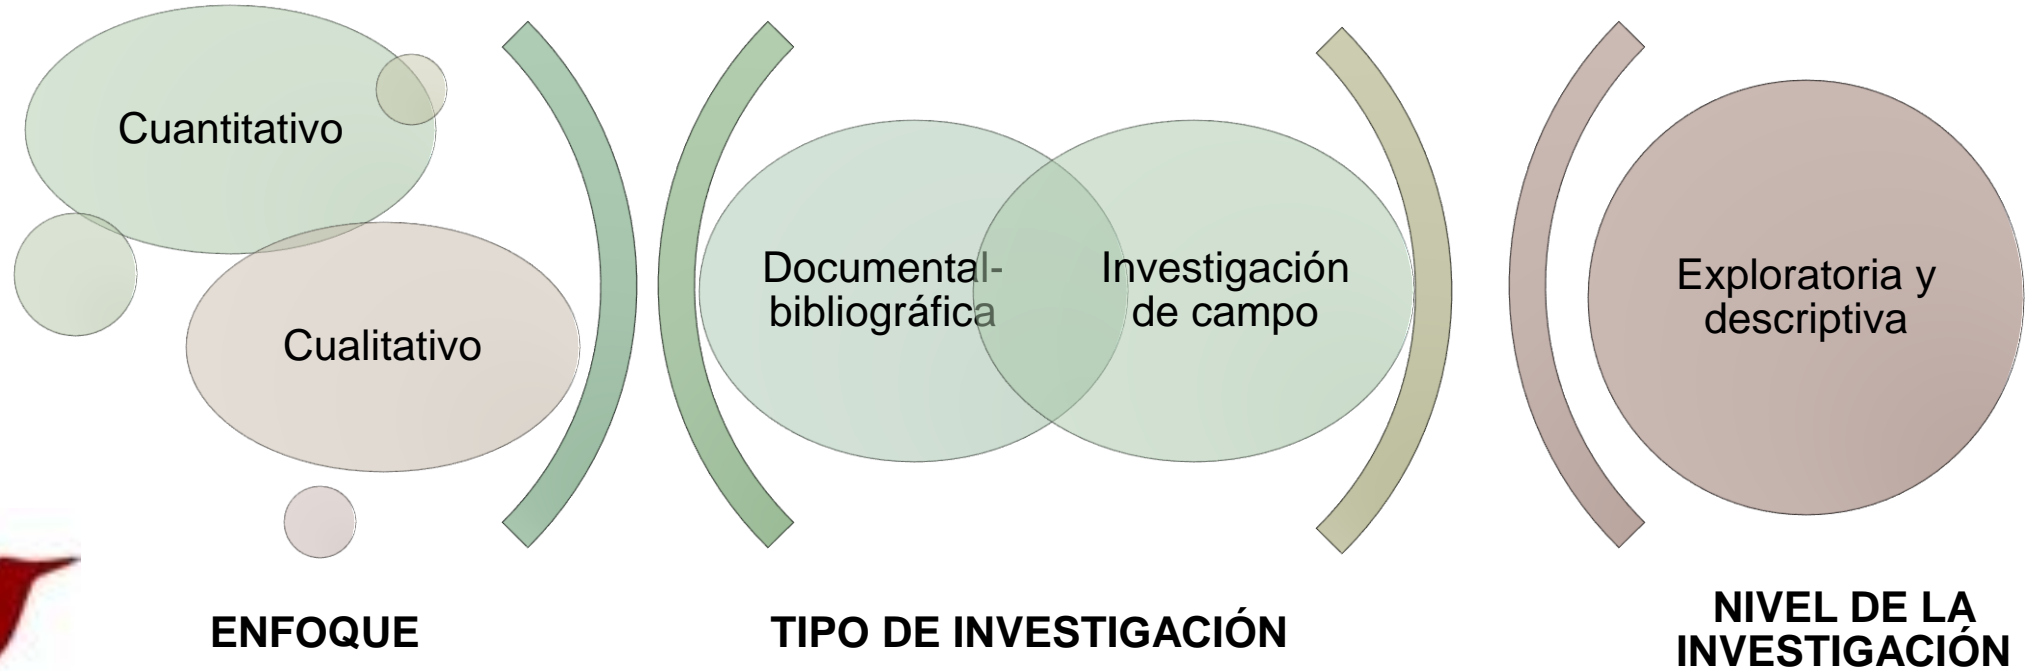 Cuantitativo
Cualitativo
Documental-
bibliográfica
Investigación
de campo
Exploratoria y
descriptiva
ENFOQUE
TIPO DE INVESTIGACIÓN
NIVEL DE LA
INVESTIGACIÓN